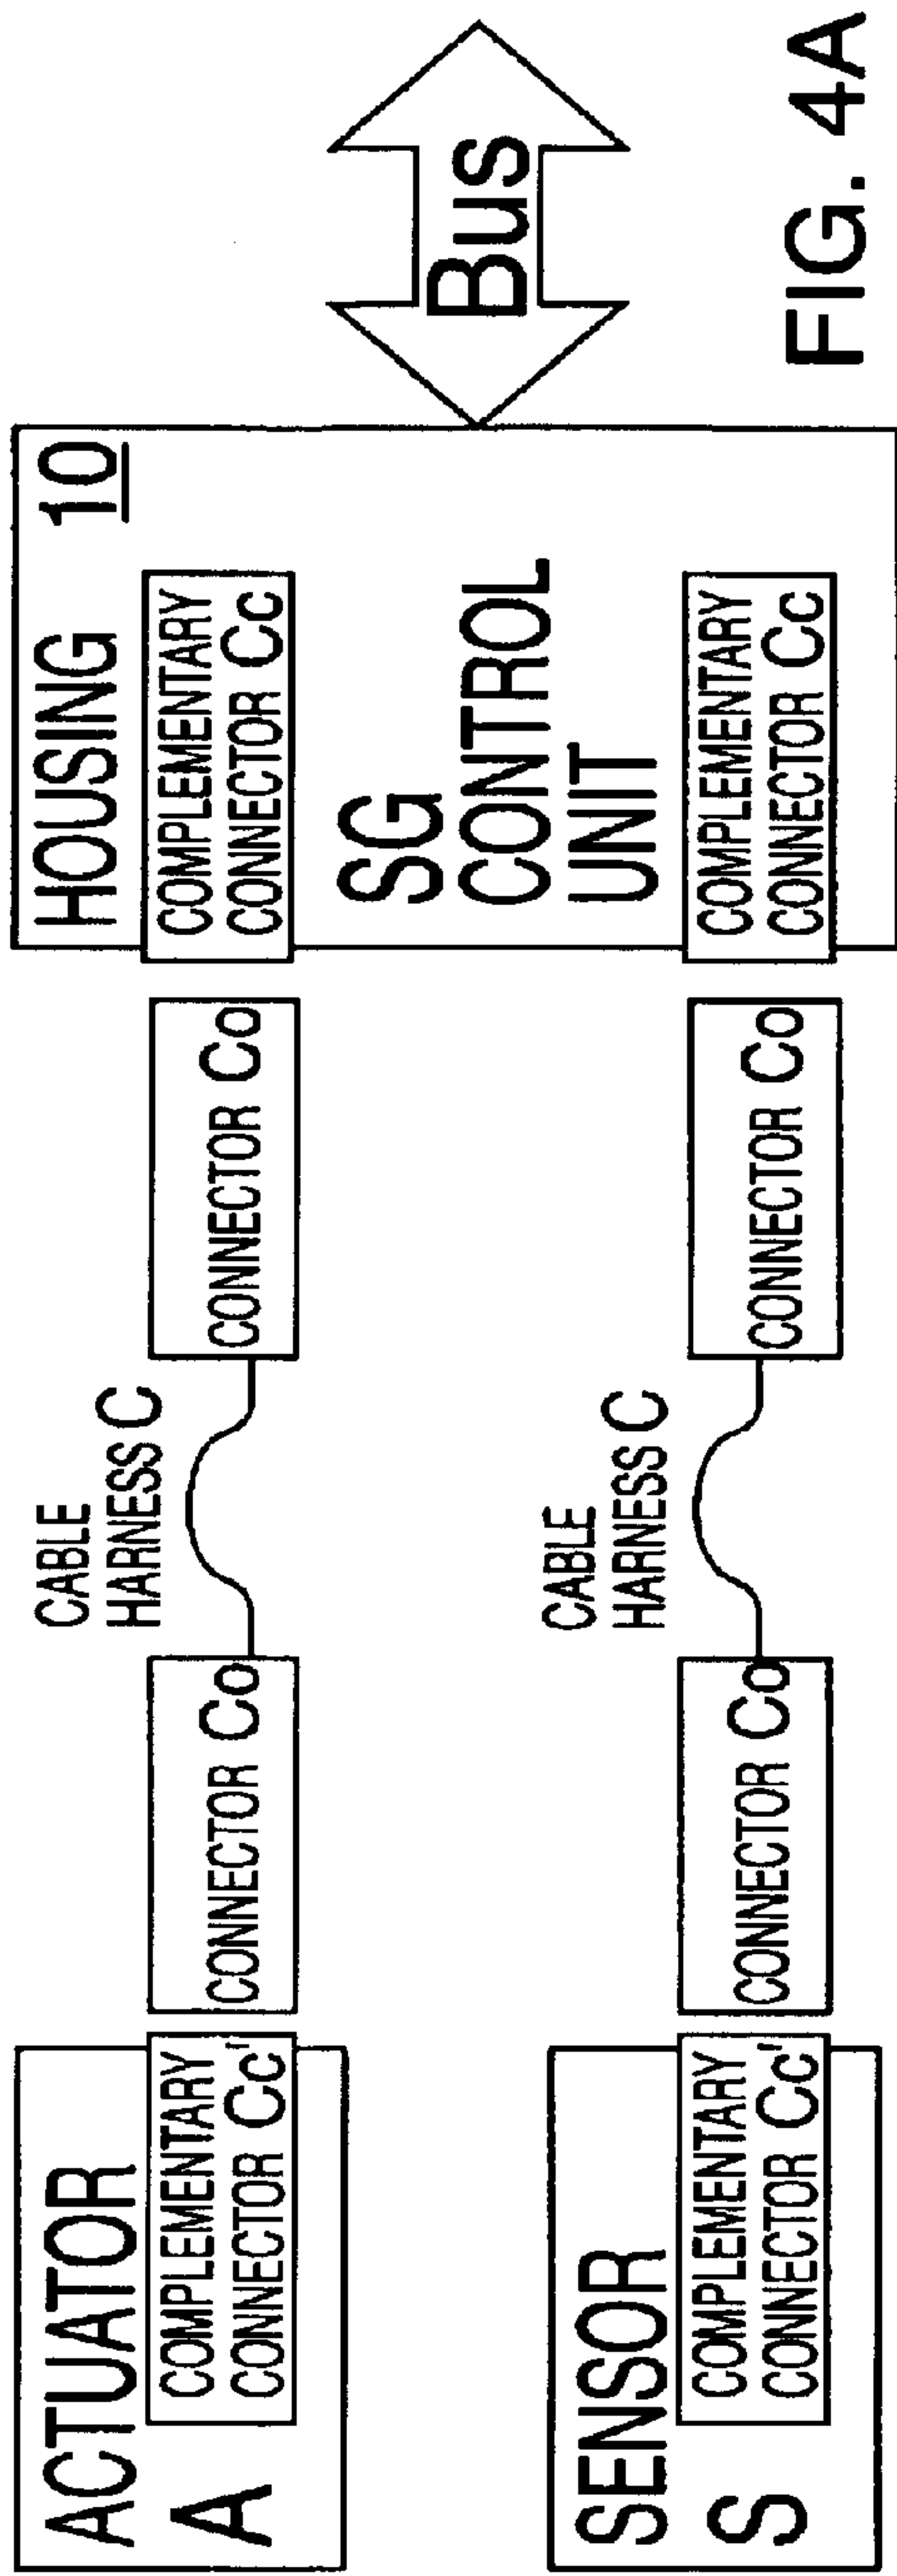 ACTUATOR
A
COMPLEMENTARY
CONNECTOR Cc'
CONNECTOR Co
CABLE
HARNESS C
CONNECTOR Co
HOUSING 10
COMPLEMENTARY
CONNECTOR Cc
SG
CONTROL
UNIT
COMPLEMENTARY
CONNECTOR Cc
Bus
SENSOR
S
COMPLEMENTARY
CONNECTOR Cc'
CONNECTOR Co
CABLE
HARNESS C
CONNECTOR Co
FIG. 4A